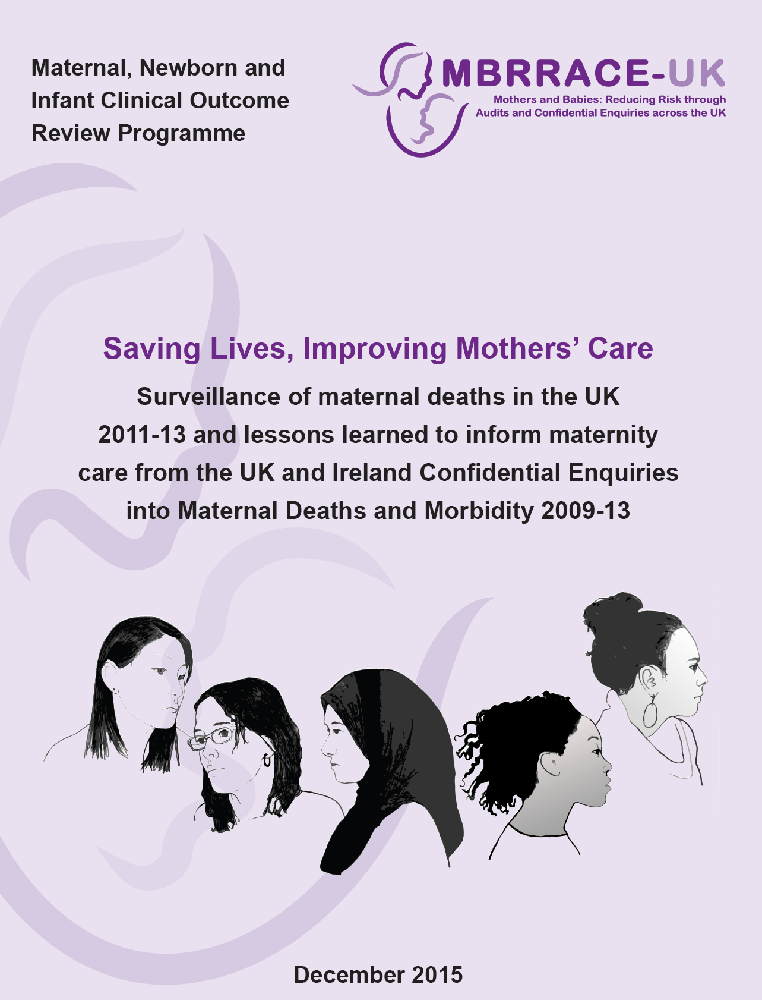 Maternal, Newborn and
Infant Clinical Outcome
Review Programme
MBRRACE-UK
Mothers and Babies: Reducing Risk through
Audits and Confidential Enquiries across the UK
Saving Lives, Improving Mothers’ Care
Surveillance of maternal deaths in the UK
2011-13 and lessons learned to inform maternity
care from the UK and Ireland Confidential Enquiries
into Maternal Deaths and Morbidity 2009-13
December 2015